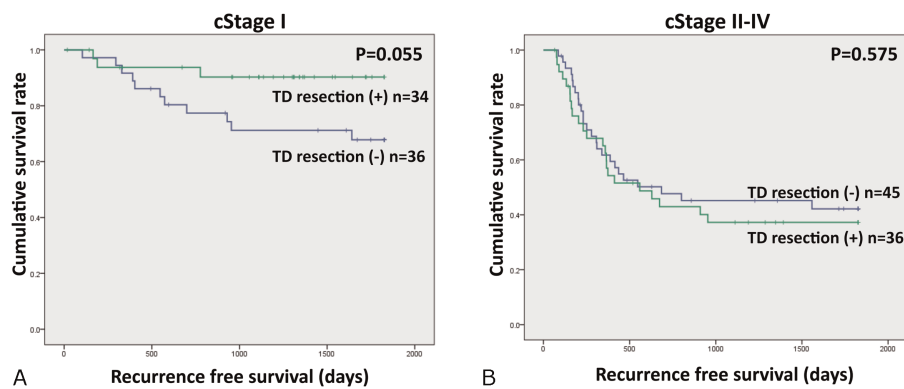 cStage I
P=0.055
TD resection (+) n=34
TD resection (-) n=36
Cumulative survival rate
1.0
0.8
0.6
0.4
0.2
0.0
0
500
1000
1500
2000
Recurrence free survival (days)
A
cStage II-IV
P=0.575
TD resection (-) n=45
TD resection (+) n=36
Cumulative survival rate
1.0
0.8
0.6
0.4
0.2
0.0
0
500
1000
1500
2000
Recurrence free survival (days)
B